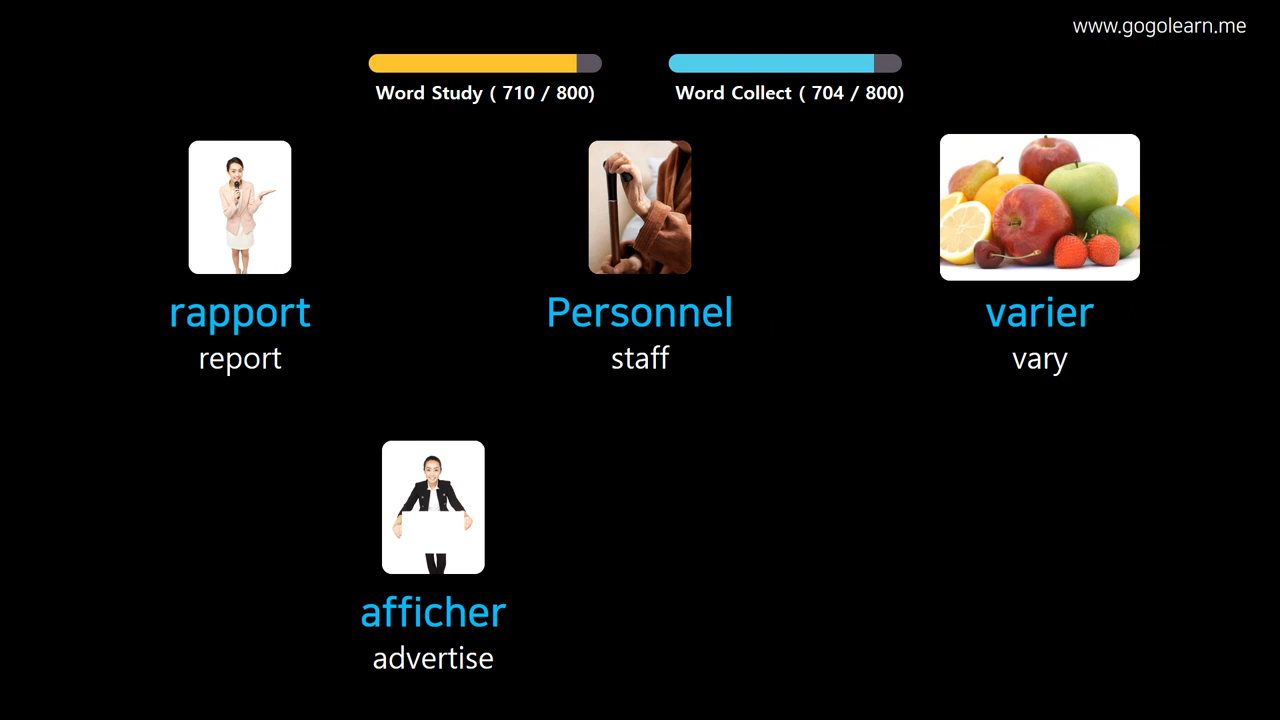 www.gogolearn.me
Word Study ( 710 / 800)
Word Collect ( 704 / 800)
rapport
report
Personnel
staff
varier
vary
afficher
advertise